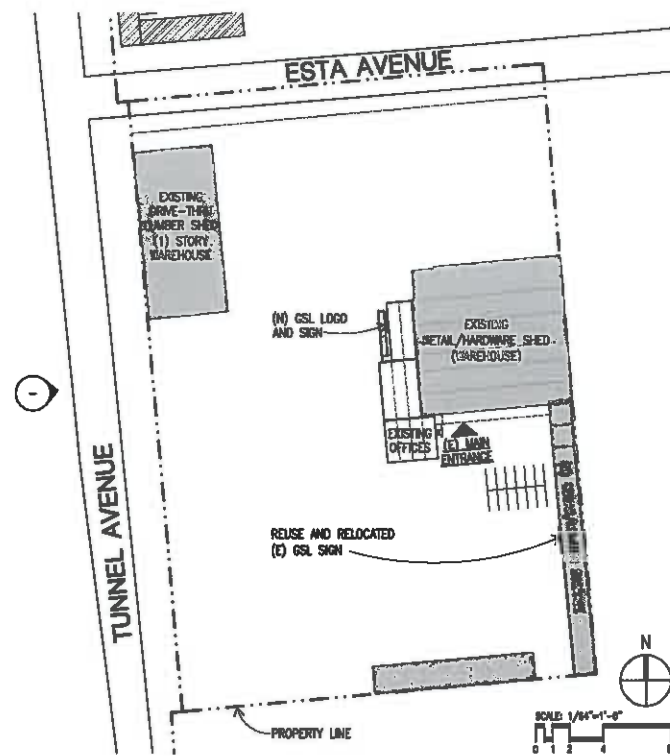 ESTA AVENUE
EXISTING
DRIVE-THRU
LUMBER SHED
(1) STORY
WAREHOUSE
(N) GSL LOGO
AND SIGN
EXISTING
RETAIL/HARDWARE SHED
(WAREHOUSE)
EXISTING
OFFICES
(E) MAIN
ENTRANCE
TUNNEL AVENUE
REUSE AND RELOCATED
(E) GSL SIGN
PROPERTY LINE
N
SCALE: 1/64"=1'-0"
0 1 2